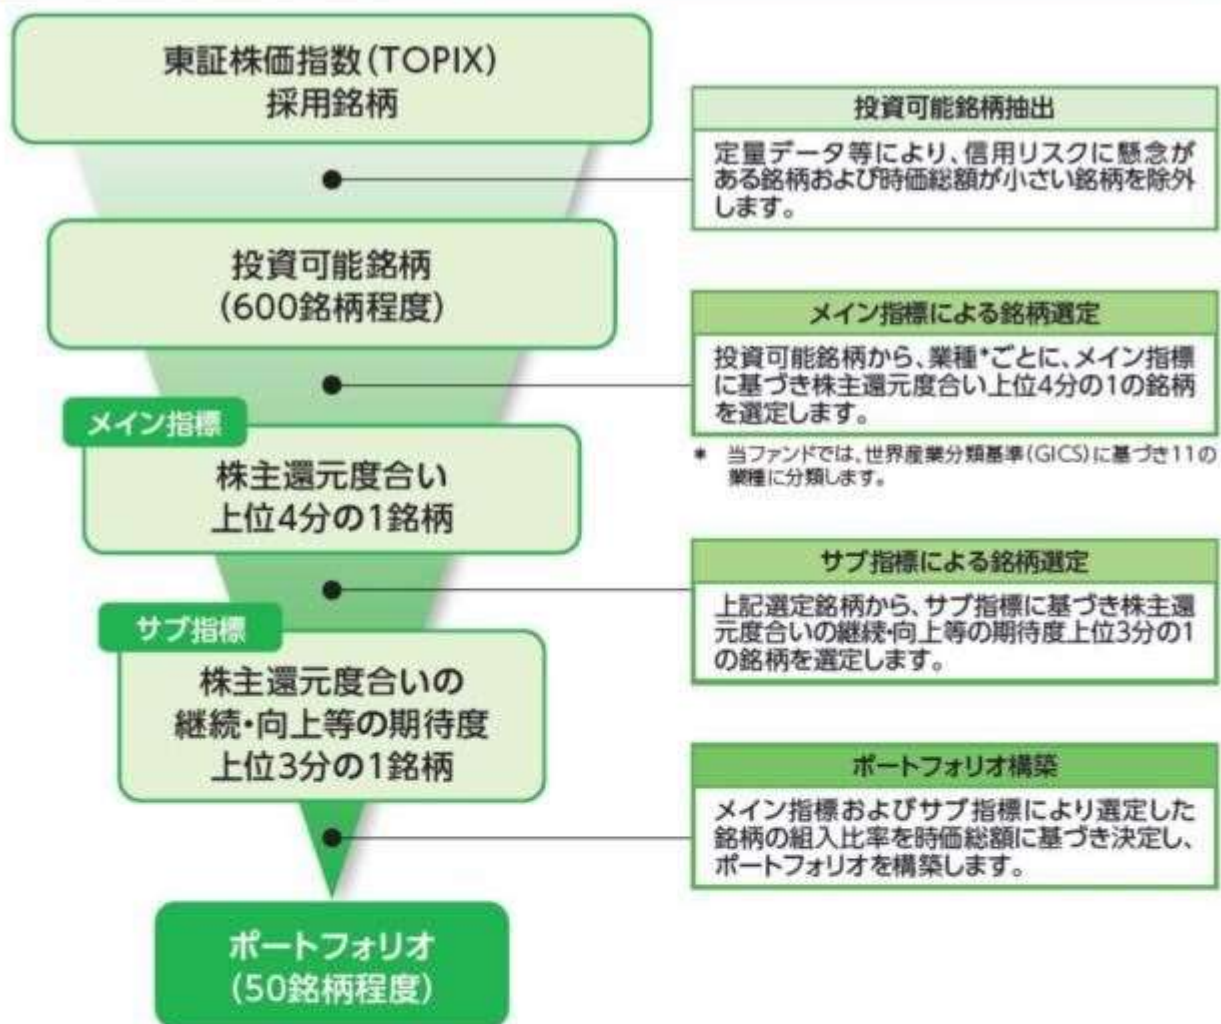 東証株価指数(TOPIX)
採用銘柄
投資可能銘柄抽出
定量データ等により、信用リスクに懸念が
ある銘柄および時価総額が小さい銘柄を除外
します。
投資可能銘柄
(600銘柄程度)
メイン指標による銘柄選定
投資可能銘柄から、業種*ごとに、メイン指標
に基づき株主還元度合い上位4分の1の銘柄
を選定します。
* 当ファンドでは、世界産業分類基準(GICS)に基づき11の
業種に分類します。
メイン指標
株主還元度合い
上位4分の1銘柄
サブ指標による銘柄選定
上記選定銘柄から、サブ指標に基づき株主還
元度合いの継続・向上等の期待度上位3分の1
の銘柄を選定します。
サブ指標
株主還元度合いの
継続・向上等の期待度
上位3分の1銘柄
ポートフォリオ構築
メイン指標およびサブ指標により選定した
銘柄の組入比率を時価総額に基づき決定し、
ポートフォリオを構築します。
ポートフォリオ
(50銘柄程度)